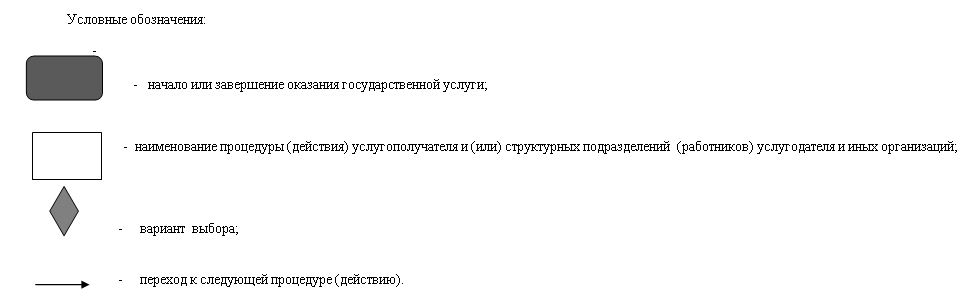 Условные обозначения:
-
- начало или завершение оказания государственной услуги;
- наименование процедуры (действия) услугополучателя и (или) структурных подразделений (работников) услугодателя и иных организаций;
- вариант выбора;
- переход к следующей процедуре (действию).